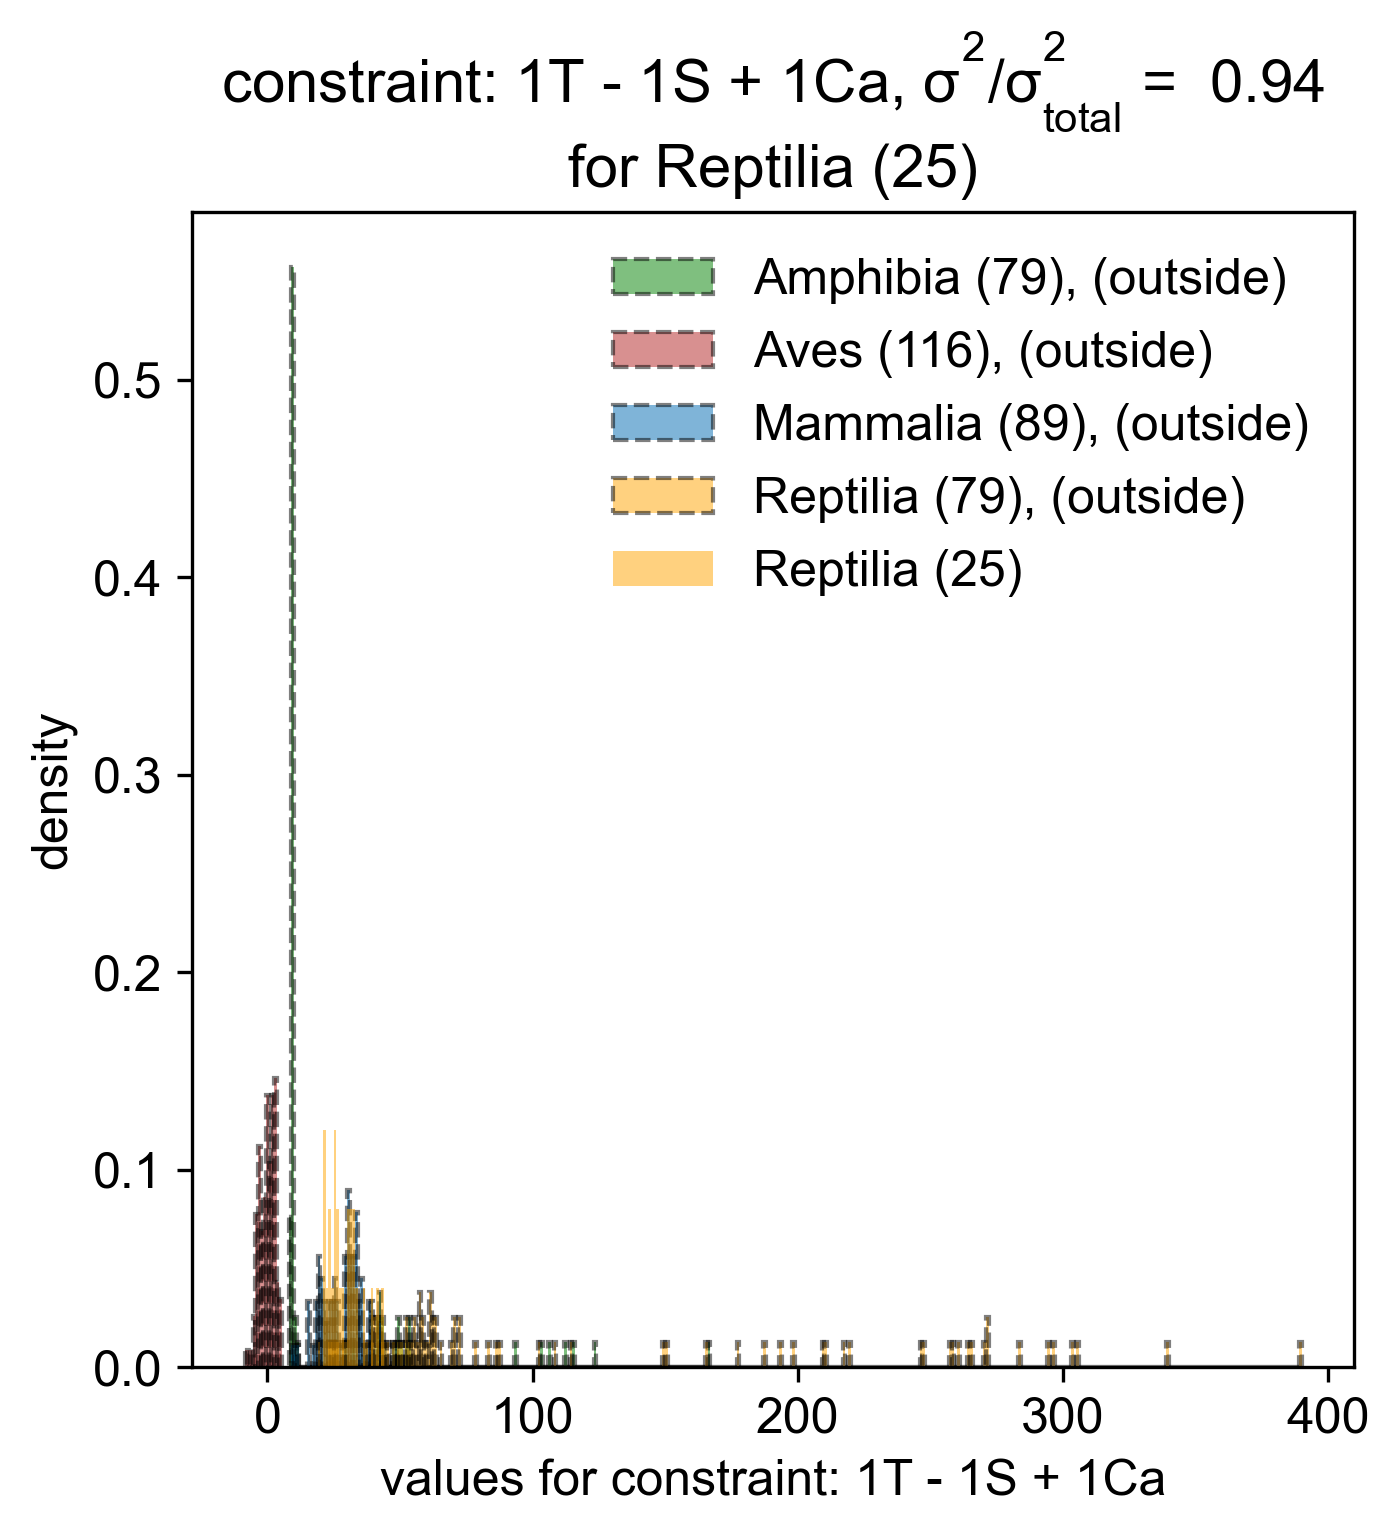 constraint: 1T - 1S + 1Ca, σ²/σ²total = 0.94
for Reptilia (25)
Amphibia (79), (outside)
Aves (116), (outside)
Mammalia (89), (outside)
Reptilia (79), (outside)
Reptilia (25)
density
0.5
0.4
0.3
0.2
0.1
0.0
0 100 200 300 400
values for constraint: 1T - 1S + 1Ca